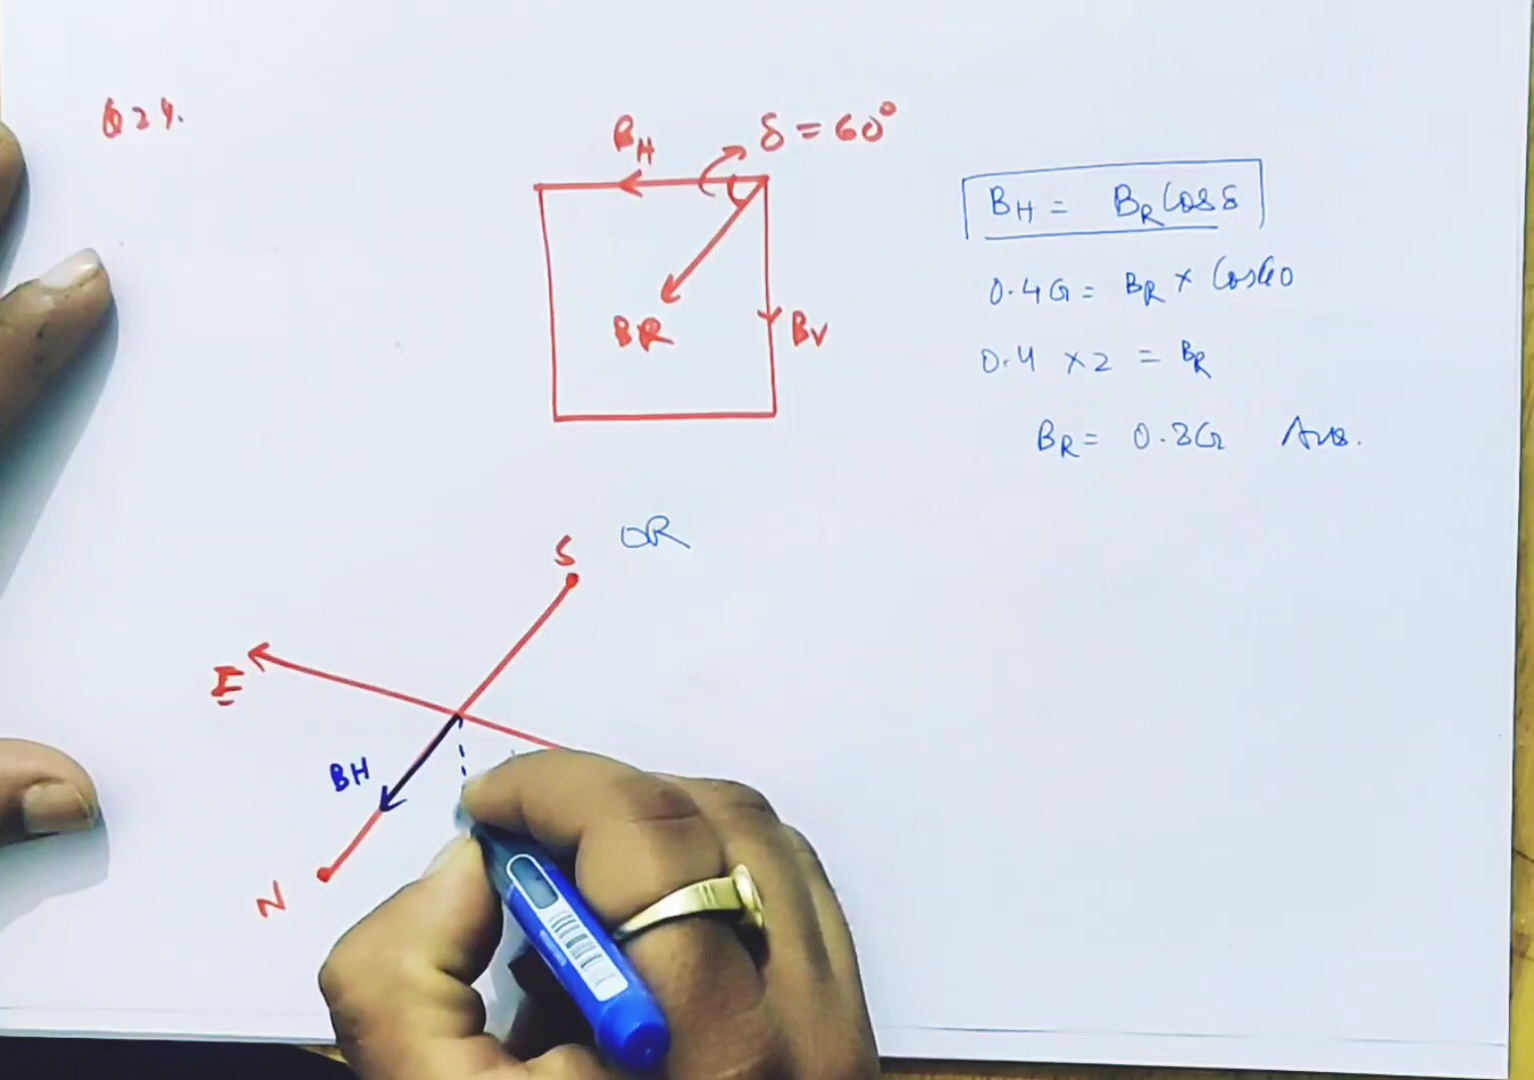 Q24.
BH
δ = 60°
BR
BV
BH = BR Cos δ
0.4G = BR × Cos60
0.4 × 2 = BR
BR = 0.8G Ans.
OR
S
E
BH
N